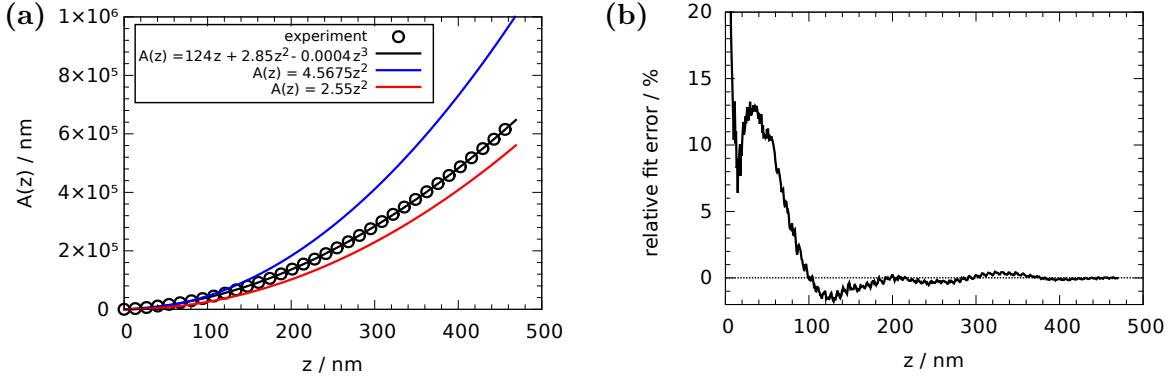 (a)
A(z) / nm
1×10⁶
8×10⁵
6×10⁵
4×10⁵
2×10⁵
0
experiment
A(z) =124z + 2.85z² - 0.0004z³
A(z) = 4.5675z²
A(z) = 2.55z²
0 100 200 300 400 500
z / nm
(b)
relative fit error / %
20
15
10
5
0
0 100 200 300 400 500
z / nm